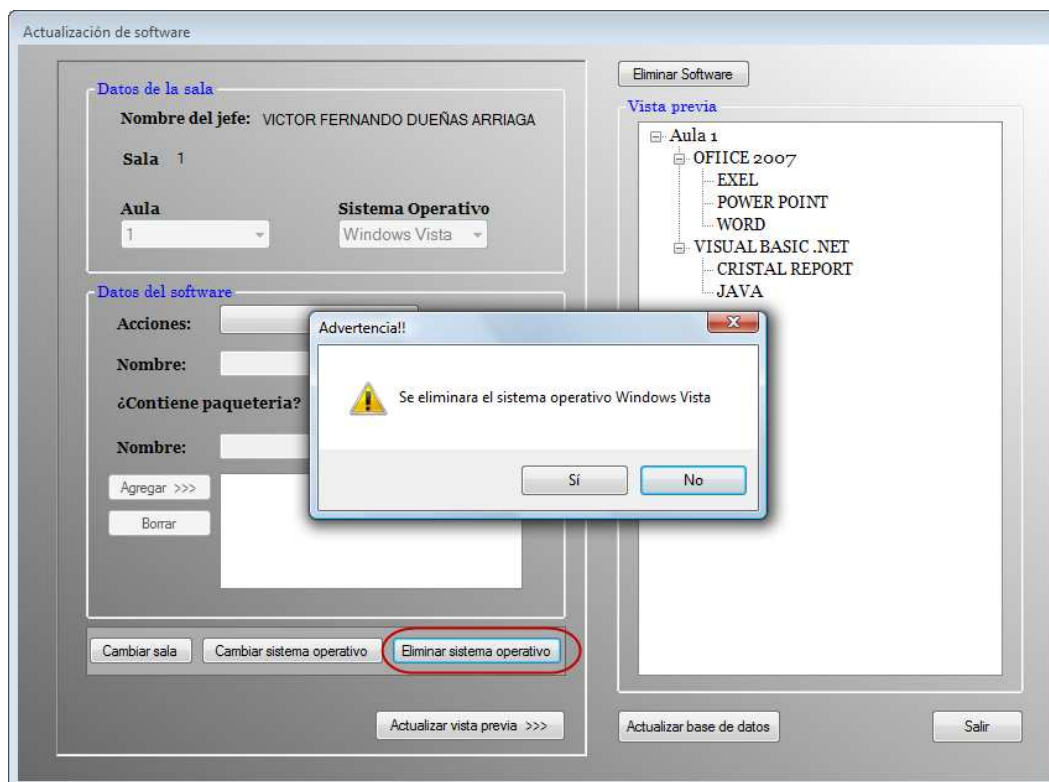 Actualización de software
Datos de la sala
Nombre del jefe: VICTOR FERNANDO DUEÑAS ARRIAGA
Sala 1
Aula
Sistema Operativo
1
Windows Vista
Datos del software
Acciones:
Nombre:
¿Contiene paqueteria?
Nombre:
Agregar >>>
Borrar
Cambiar sala
Cambiar sistema operativo
Eliminar sistema operativo
Actualizar vista previa >>>
Advertencia!!
Se eliminara el sistema operativo Windows Vista
Sí
No
Eliminar Software
Vista previa
Aula 1
OFIICE 2007
EXEL
POWER POINT
WORD
VISUAL BASIC .NET
CRISTAL REPORT
JAVA
Actualizar base de datos
Salir